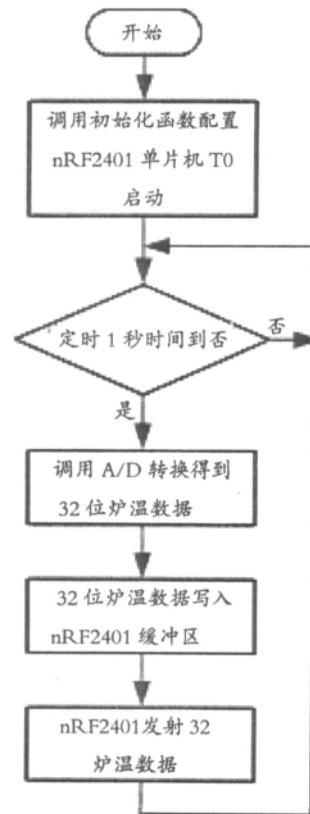 开始
调用初始化函数配置
nRF2401 单片机 T0
启动
定时 1 秒时间到否
否
是
调用 A/D 转换得到
32 位炉温数据
32 位炉温数据写入
nRF2401 缓冲区
nRF2401发射 32
炉温数据